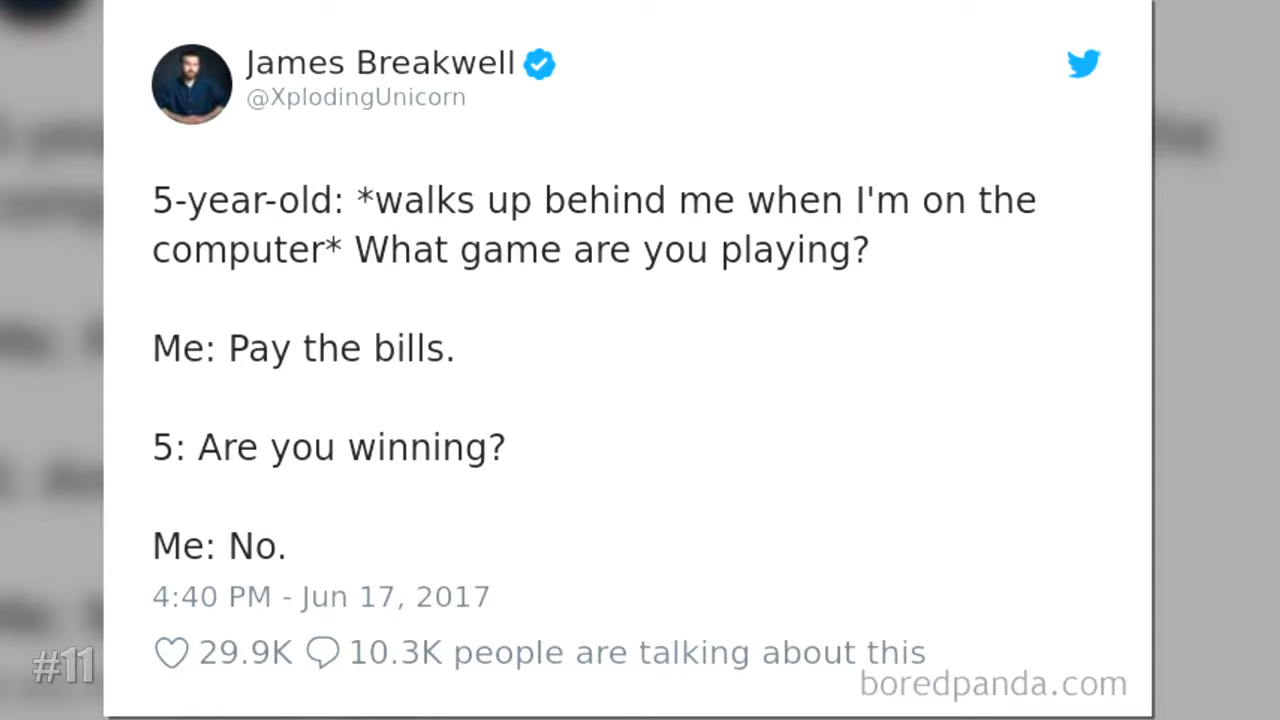 James Breakwell
@XplodingUnicorn
5-year-old: *walks up behind me when I'm on the
computer* What game are you playing?
Me: Pay the bills.
5: Are you winning?
Me: No.
4:40 PM - Jun 17, 2017
29.9K 10.3K people are talking about this
#11
boredpanda.com